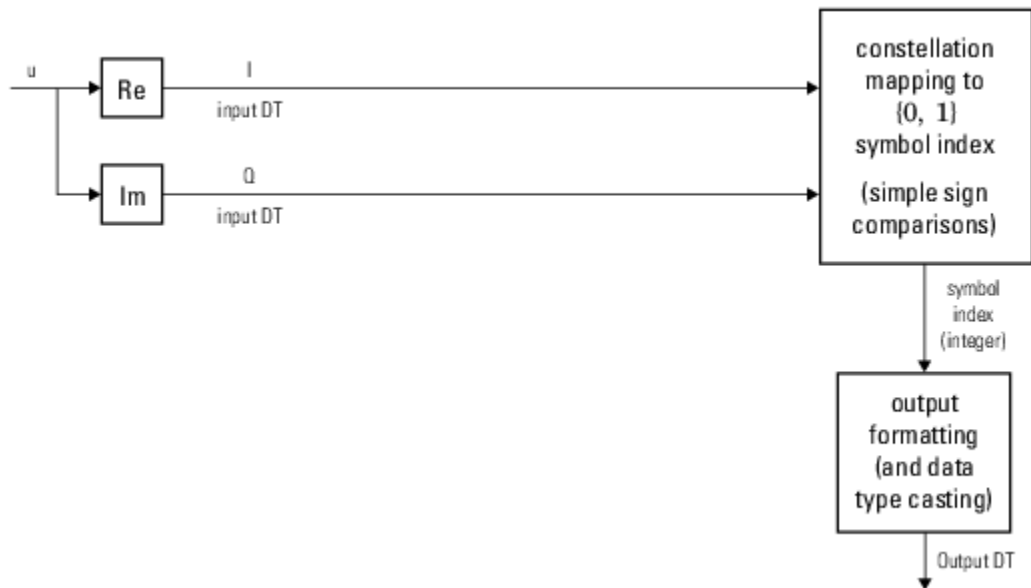 u
Re
I
input DT
Im
Q
input DT
constellation
mapping to
{0, 1}
symbol index
(simple sign
comparisons)
symbol
index
(integer)
output
formatting
(and data
type casting)
Output DT